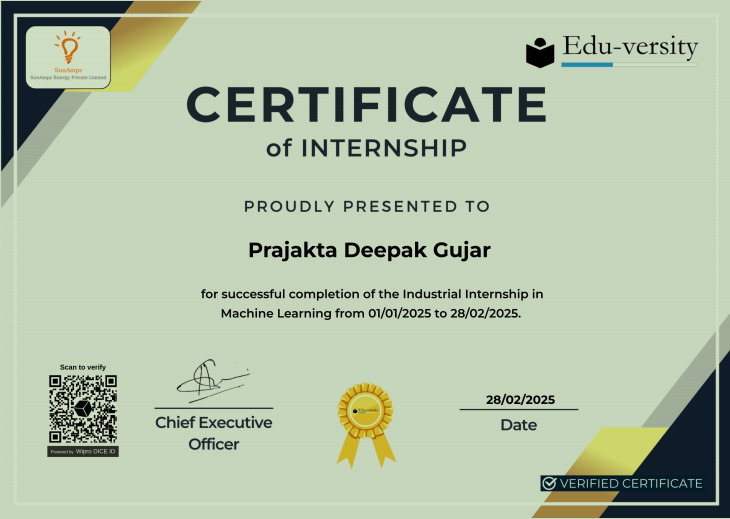 SunAmps
SunAmps Energy Private Limited
Edu-versity
CERTIFICATE
of INTERNSHIP
PROUDLY PRESENTED TO
Prajakta Deepak Gujar
for successful completion of the Industrial Internship in
Machine Learning from 01/01/2025 to 28/02/2025.
Scan to verify
Powered by Wipro DICE ID
Chief Executive
Officer
Edu-versity
28/02/2025
Date
VERIFIED CERTIFICATE